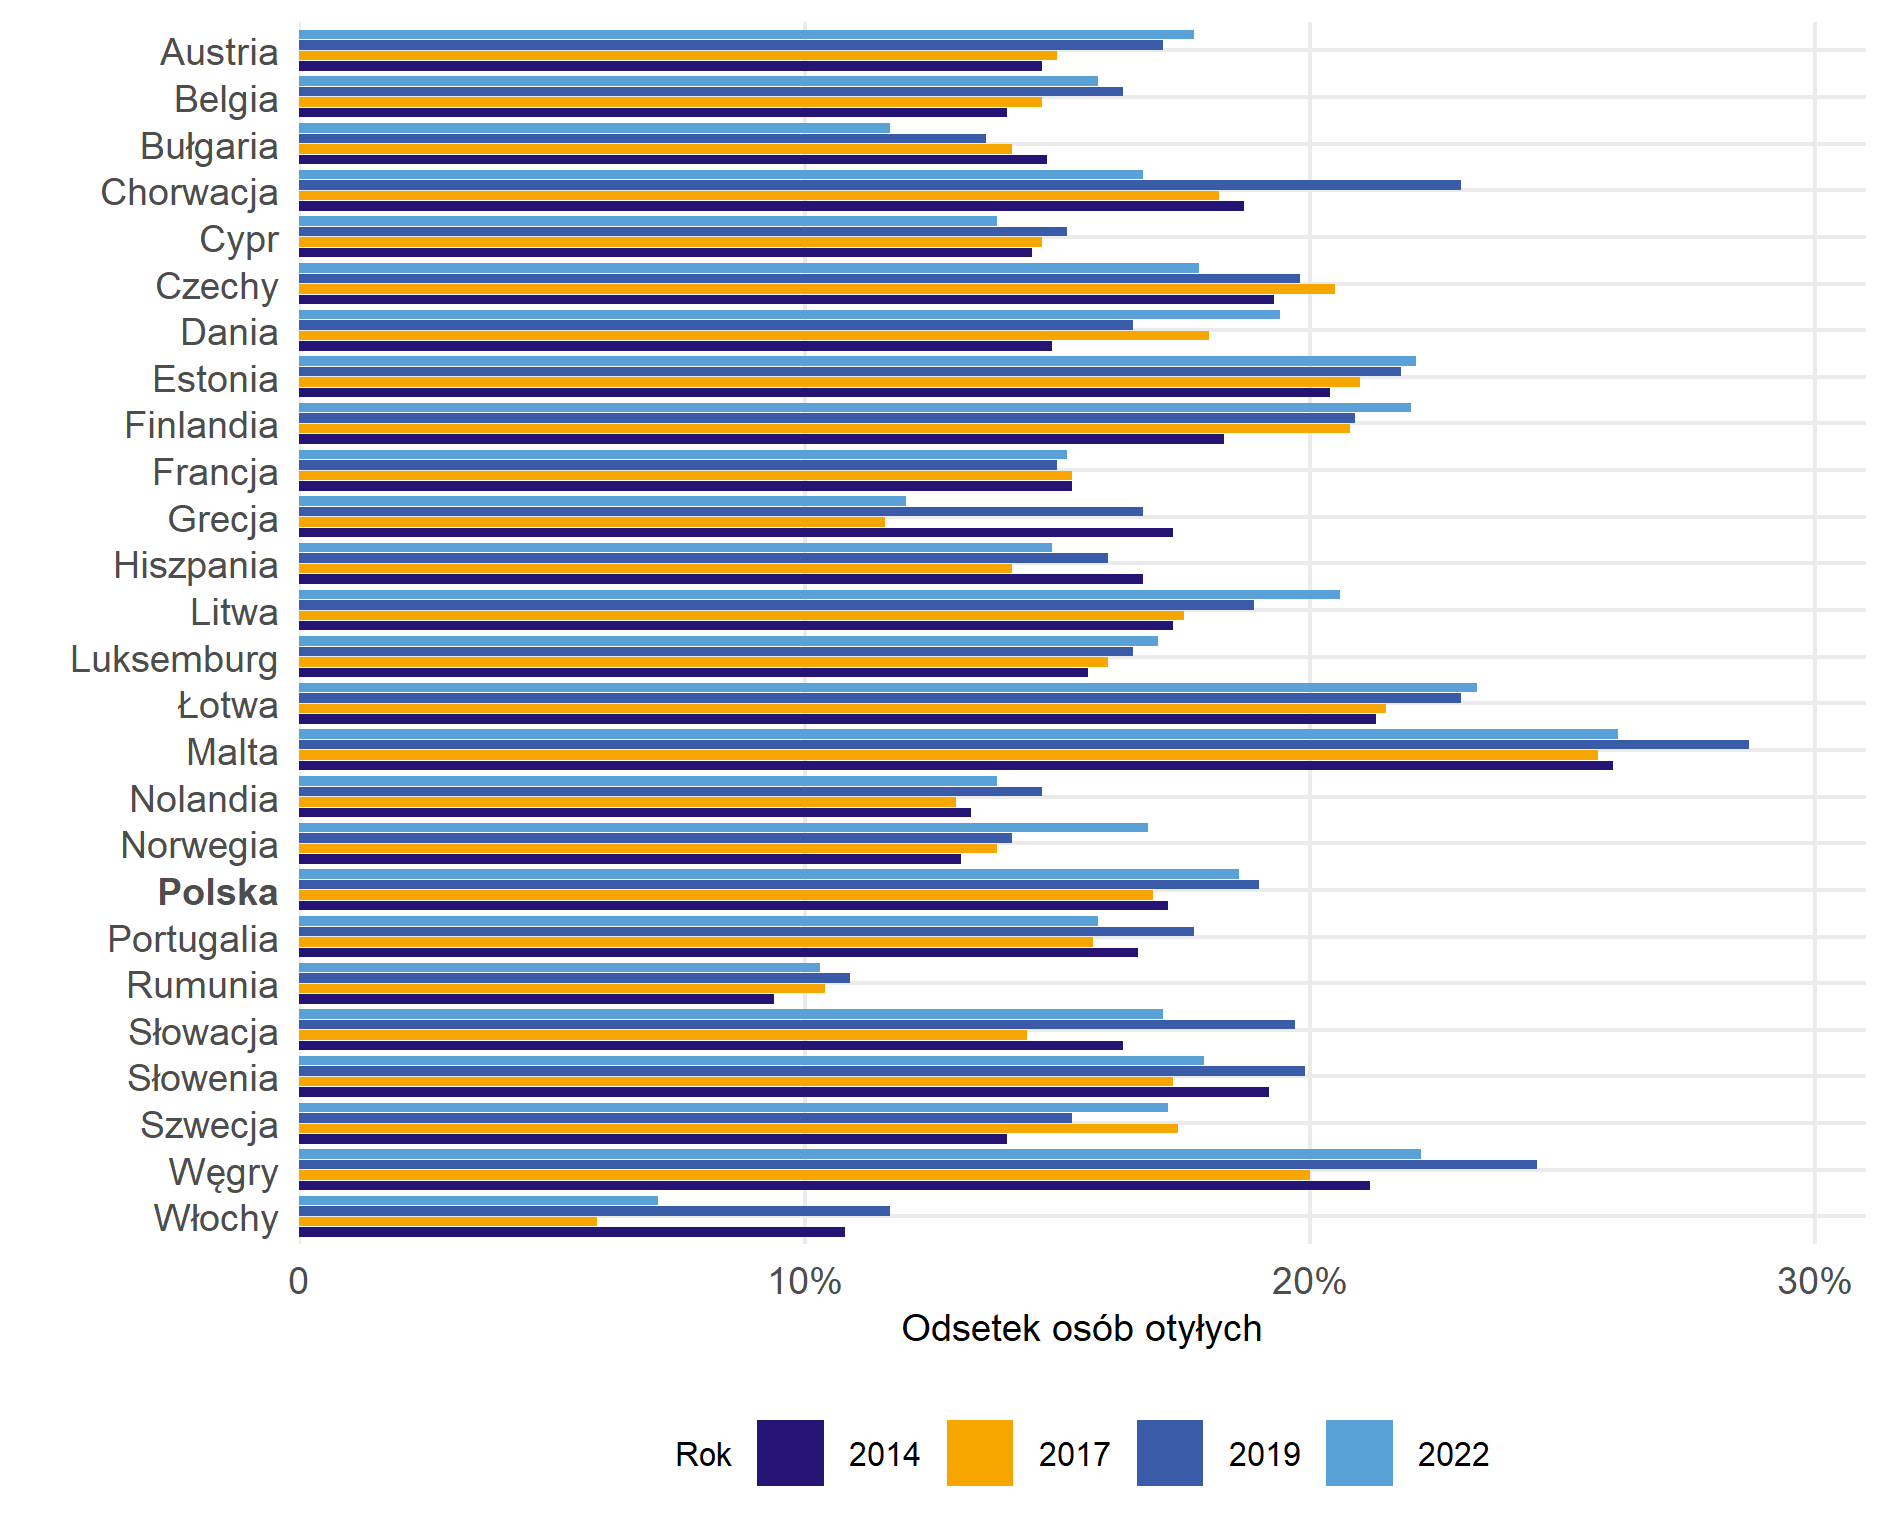 Austria
Belgia
Bułgaria
Chorwacja
Cypr
Czechy
Dania
Estonia
Finlandia
Francja
Grecja
Hiszpania
Litwa
Luksemburg
Łotwa
Malta
Nolandia
Norwegia
Polska
Portugalia
Rumunia
Słowacja
Słowenia
Szwecja
Węgry
Włochy
0 10% 20% 30%
Odsetek osób otyłych
Rok 2014 2017 2019 2022